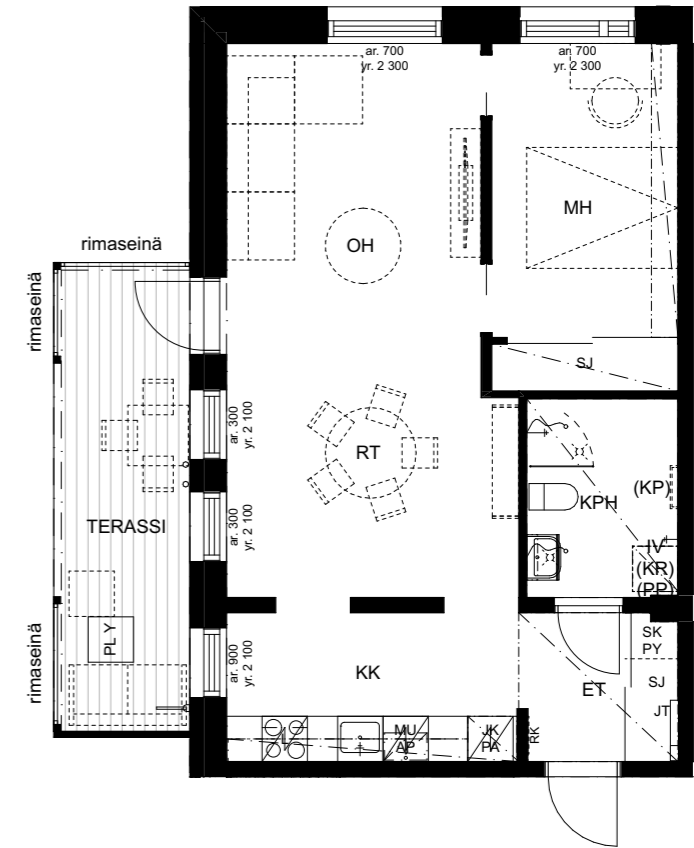 ar. 700
yr. 2 300
ar. 700
yr. 2 300
MH
OH
rimaseinä
rimaseinä
SJ
ar. 300
yr. 2 100
RT
(KP)
KPH
TERASSI
ar. 300
yr. 2 100
IV
(KR)
(PP)
PLY
rimaseinä
ar. 900
yr. 2 100
KK
SK
PY
ET
SJ
JT
MU
AP
JK
PA
RK